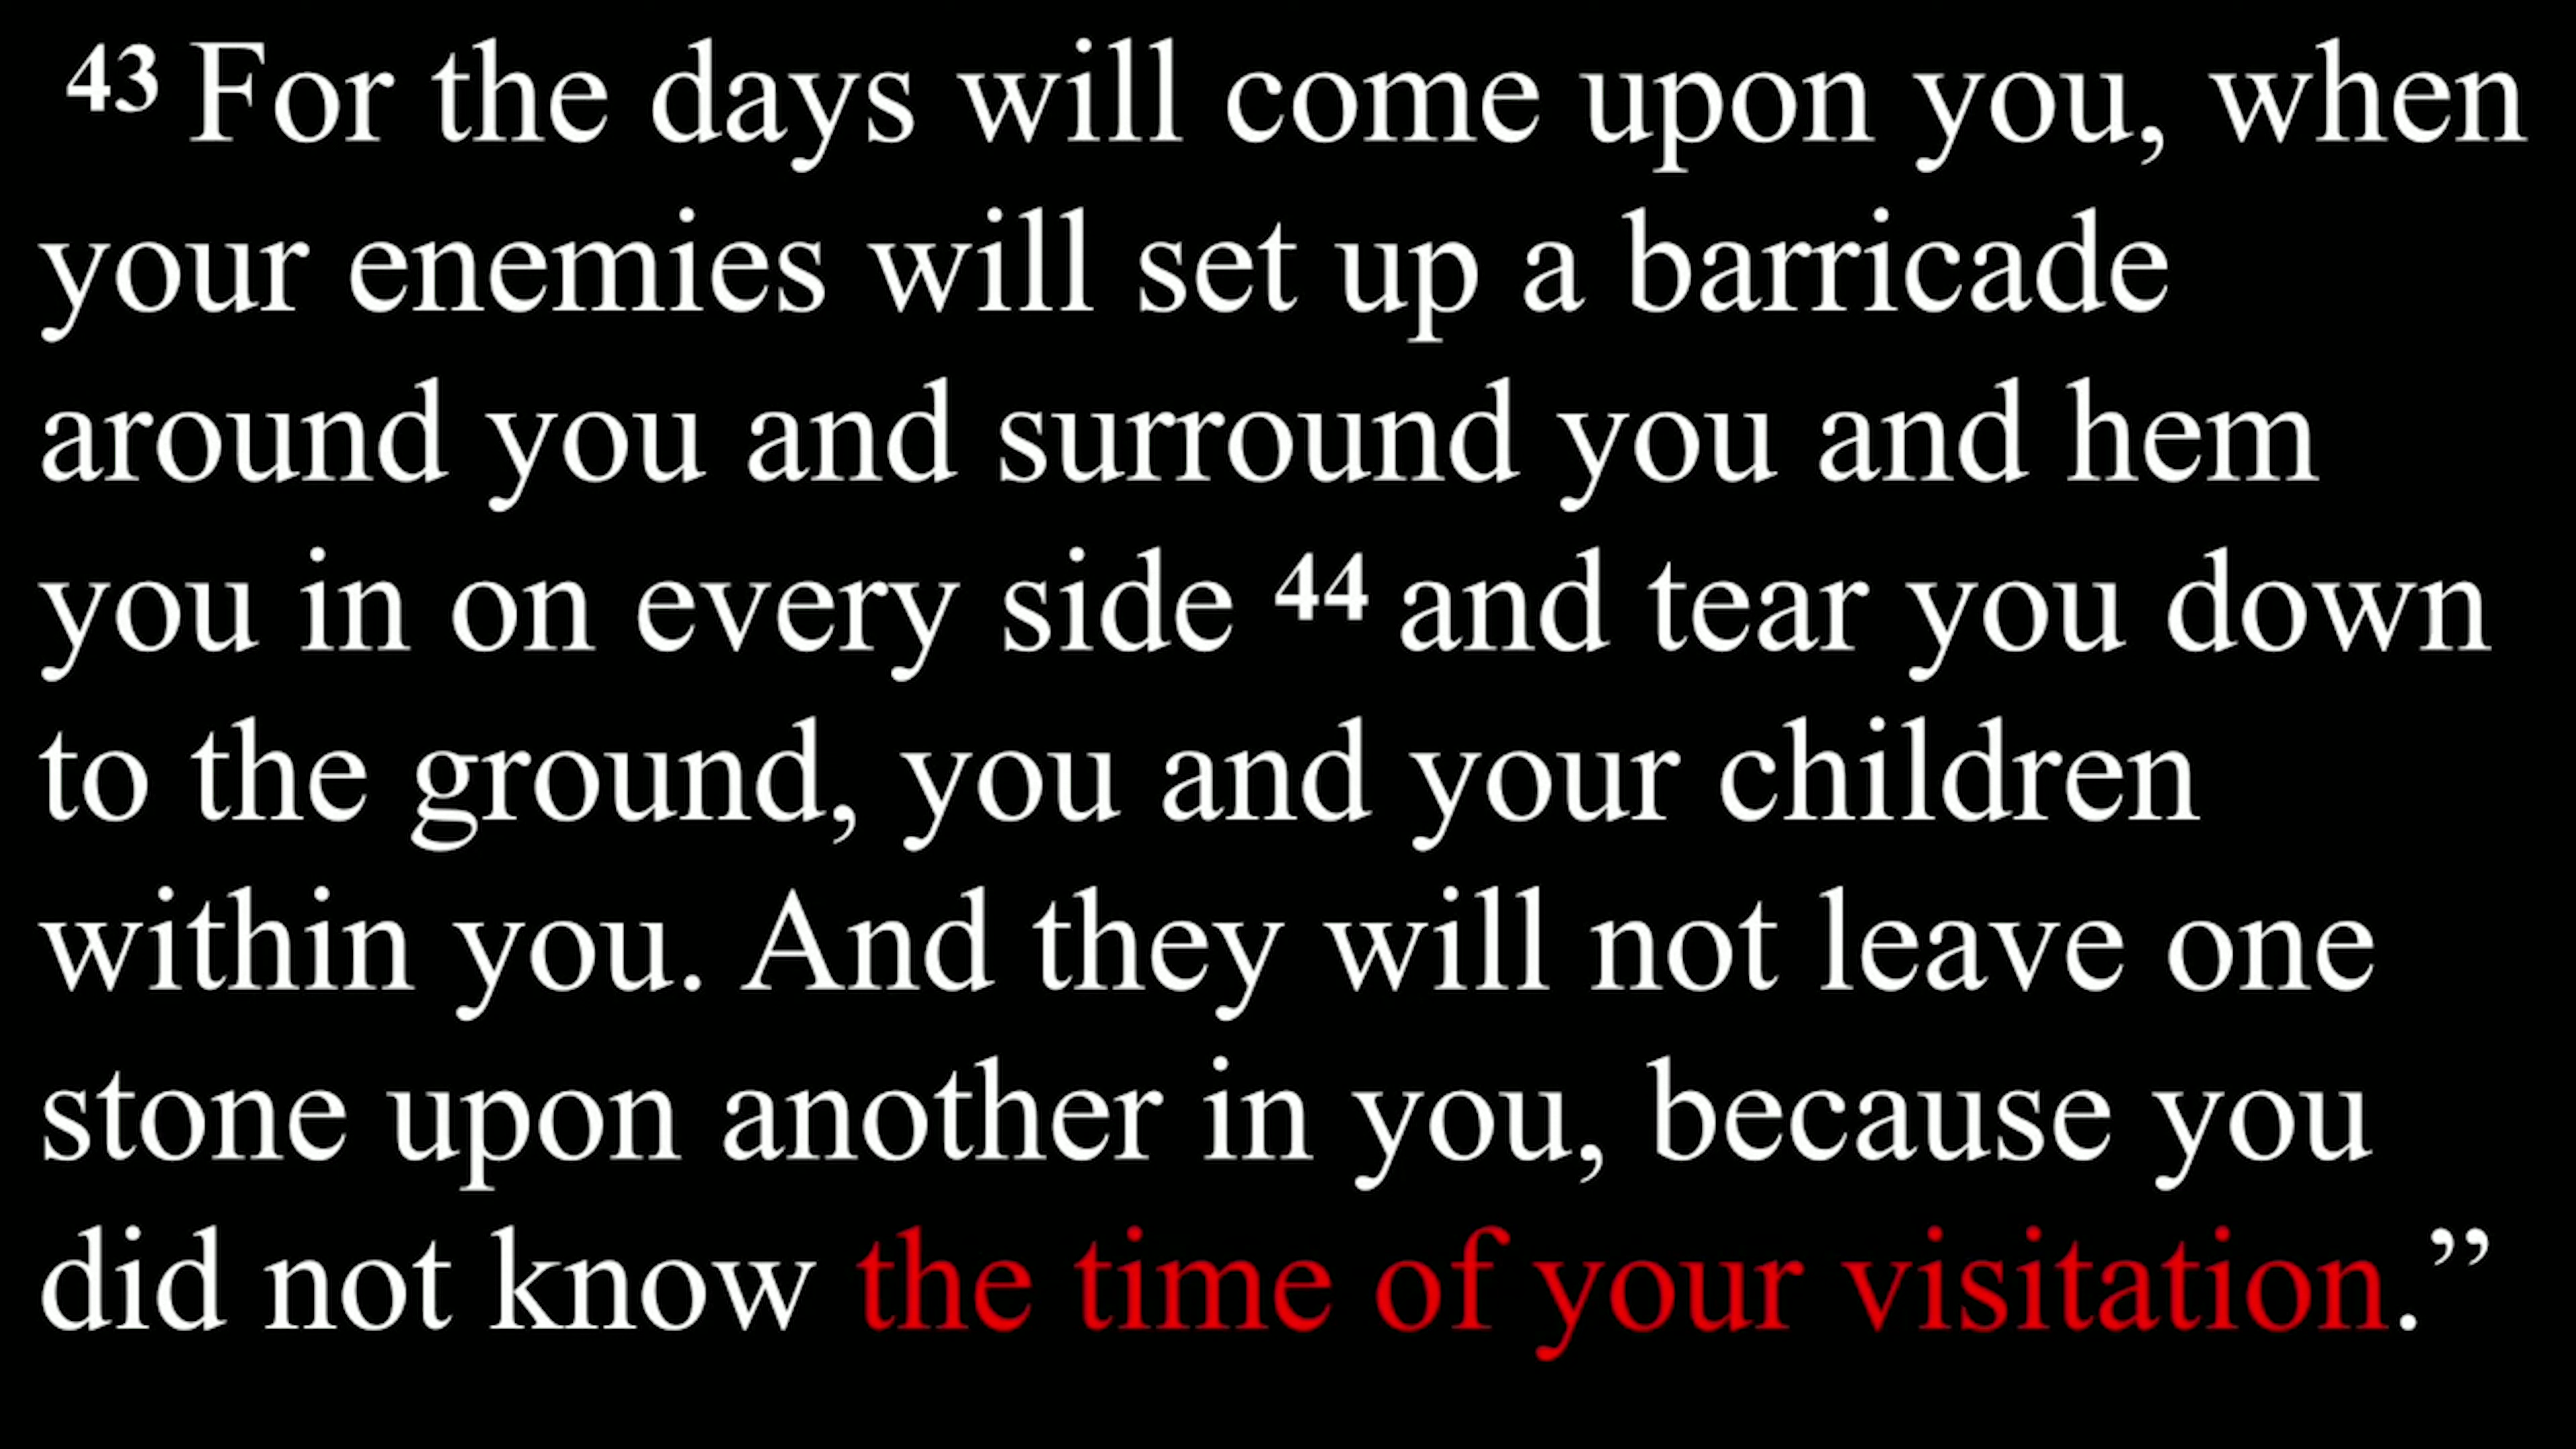 43 For the days will come upon you, when
your enemies will set up a barricade
around you and surround you and hem
you in on every side 44 and tear you down
to the ground, you and your children
within you. And they will not leave one
stone upon another in you, because you
did not know the time of your visitation.”